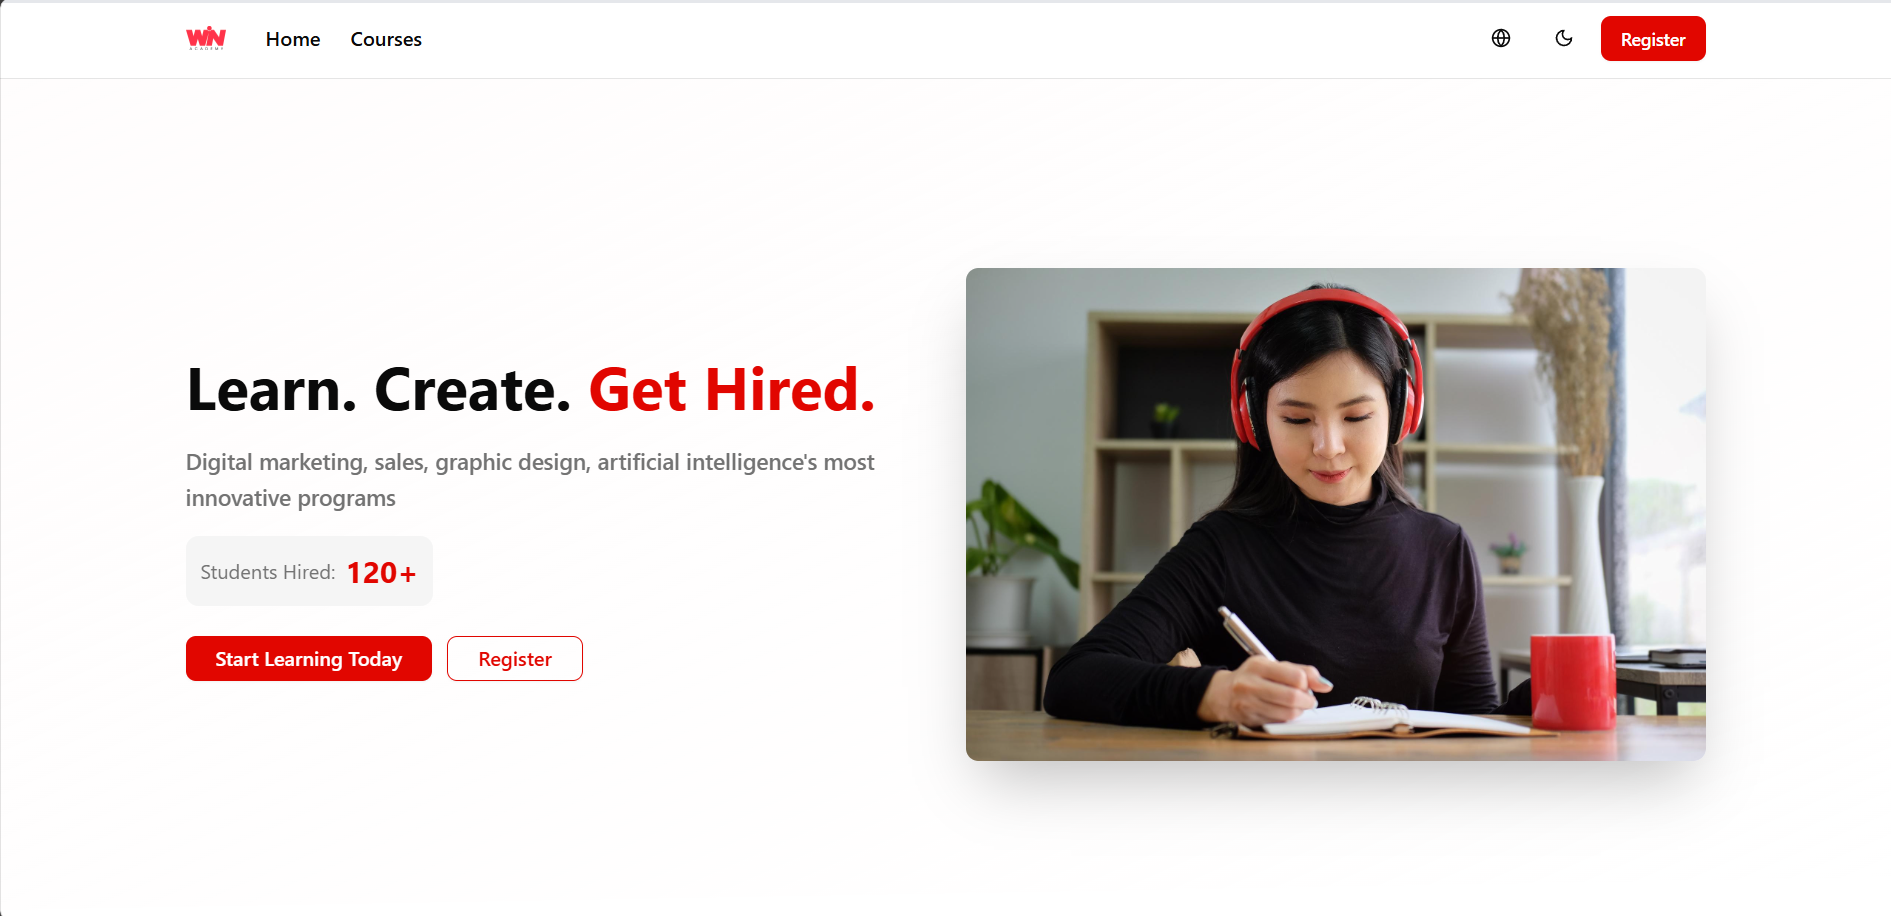 WIN
ACADEMY
Home
Courses
Register
Learn. Create. Get Hired.
Digital marketing, sales, graphic design, artificial intelligence's most
innovative programs
Students Hired: 120+
Start Learning Today
Register